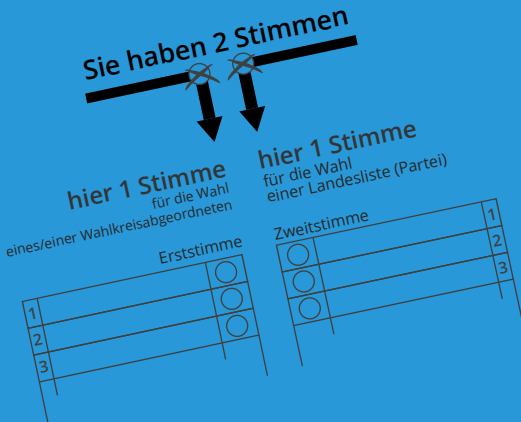 Sie haben 2 Stimmen
hier 1 Stimme
für die Wahl
eines/einer Wahlkreisabgeordneten
hier 1 Stimme
für die Wahl
einer Landesliste (Partei)
Erststimme
1
2
3
Zweitstimme
1
2
3